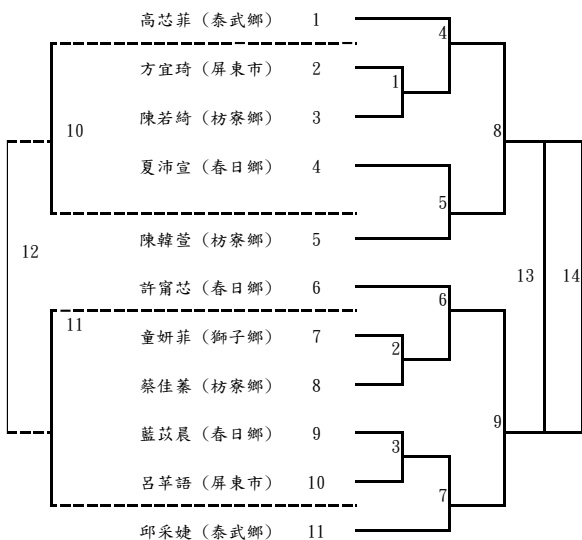 高芯菲 (泰武鄉) 1
4
方宜琦 (屏東市) 2
1
陳若綺 (枋寮鄉) 3
10
8
夏沛宣 (春日鄉) 4
5
陳韓萱 (枋寮鄉) 5
12
13
14
許甯芯 (春日鄉) 6
6
11
童妍菲 (獅子鄉) 7
2
蔡佳蓁 (枋寮鄉) 8
9
藍苡晨 (春日鄉) 9
3
呂苹語 (屏東市) 10
7
邱采婕 (泰武鄉) 11